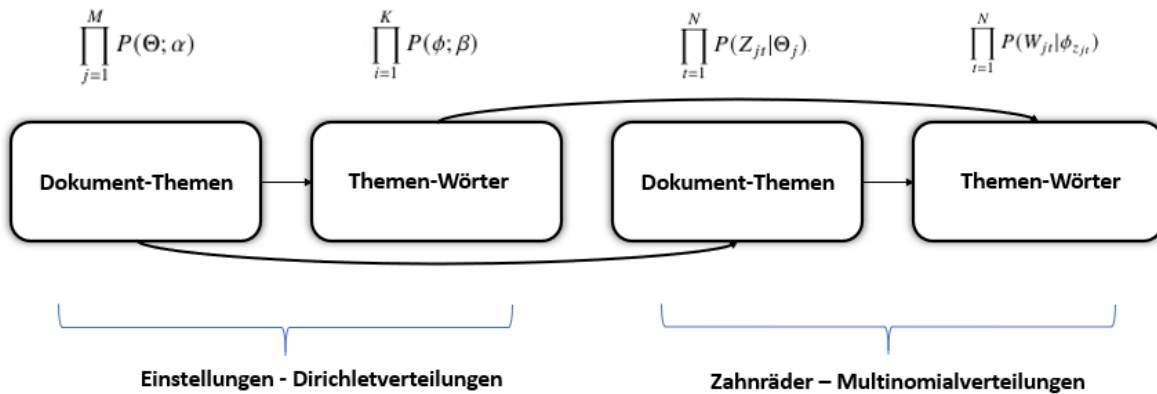 ∏_{j=1}^{M} P(Θ; α)
∏_{i=1}^{K} P(ϕ; β)
∏_{t=1}^{N} P(Z_{jt}|Θ_j)
∏_{t=1}^{N} P(W_{jt}|ϕ_{z_{jt}})
Dokument-Themen
Themen-Wörter
Dokument-Themen
Themen-Wörter
Einstellungen - Dirichletverteilungen
Zahnräder – Multinomialverteilungen